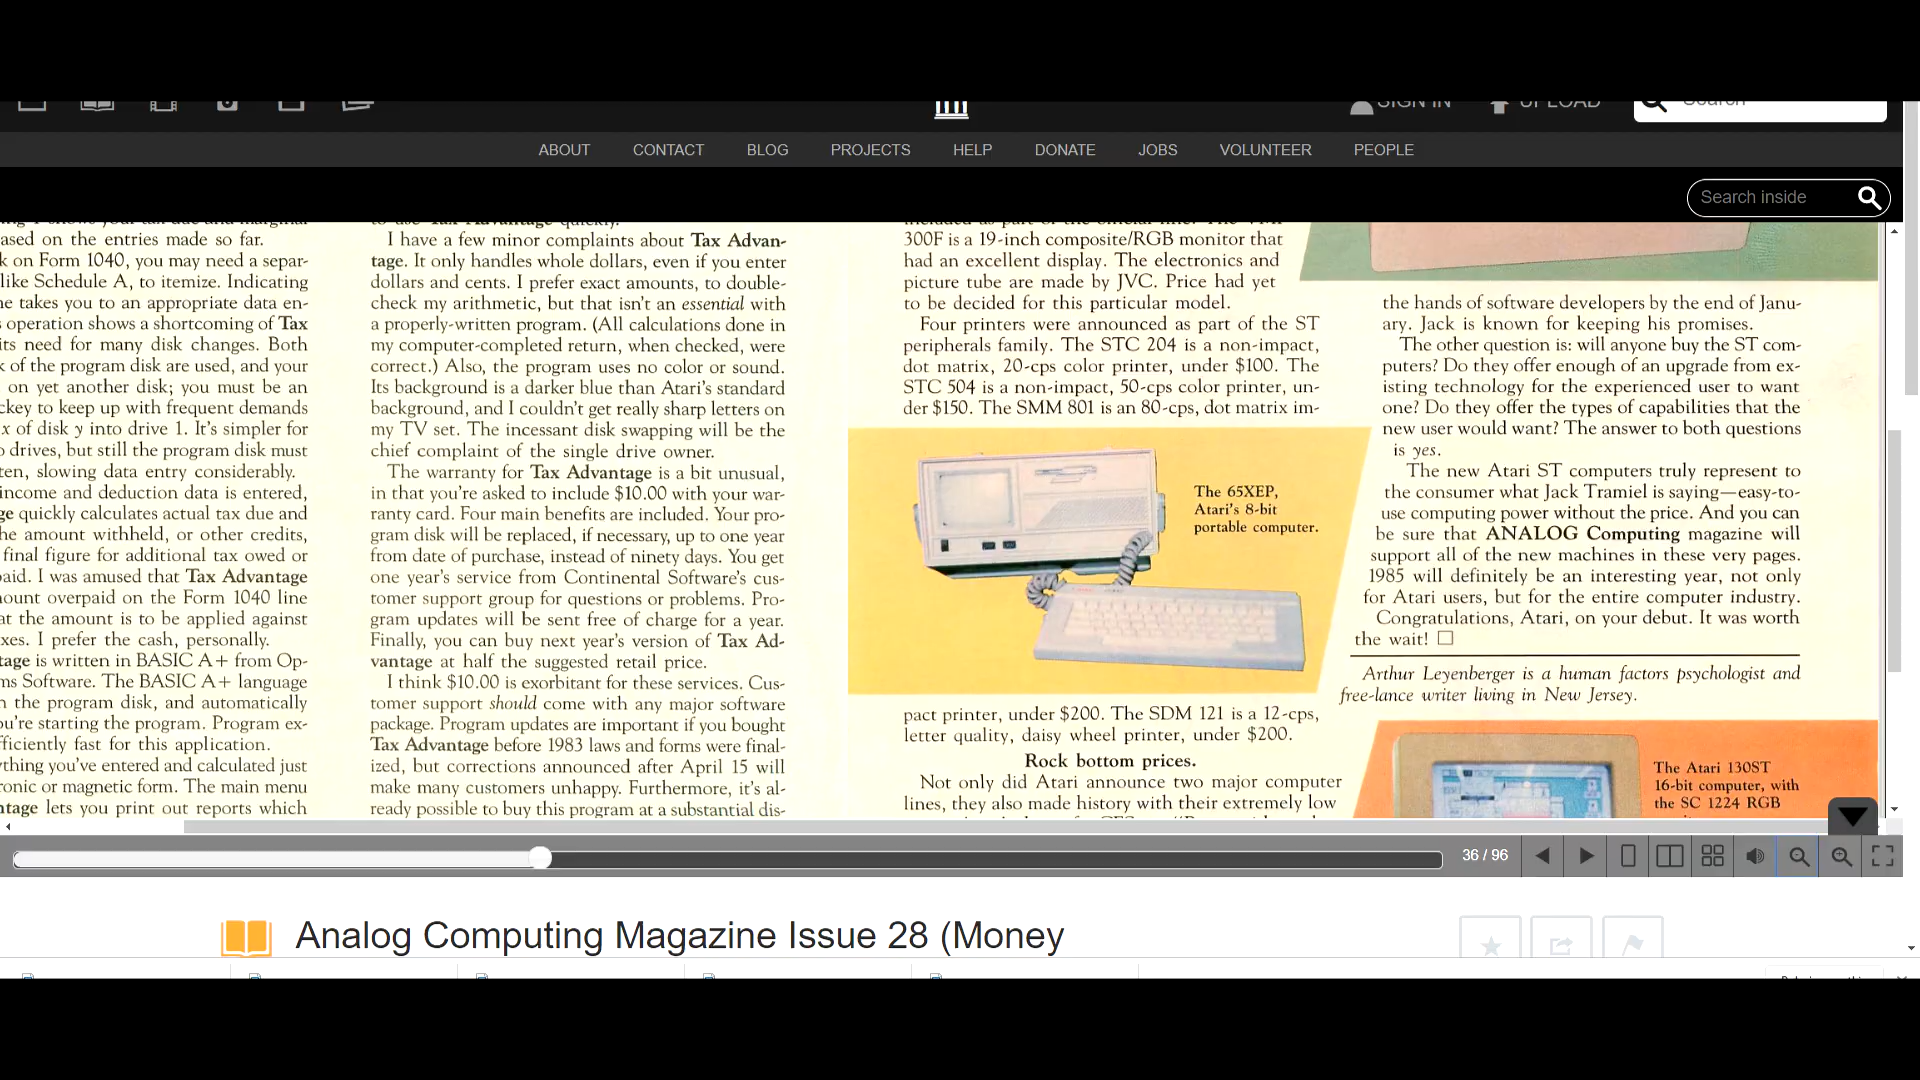 SIGN IN
UPLOAD
Search
ABOUT
CONTACT
BLOG
PROJECTS
HELP
DONATE
JOBS
VOLUNTEER
PEOPLE
Search inside
ased on the entries made so far.
k on Form 1040, you may need a separ-
like Schedule A, to itemize. Indicating
ne takes you to an appropriate data en-
s operation shows a shortcoming of Tax
its need for many disk changes. Both
k of the program disk are used, and your
on yet another disk; you must be an
ckey to keep up with frequent demands
x of disk y into drive 1. It's simpler for
o drives, but still the program disk must
ten, slowing data entry considerably.
income and deduction data is entered,
ge quickly calculates actual tax due and
he amount withheld, or other credits,
final figure for additional tax owed or
paid. I was amused that Tax Advantage
nount overpaid on the Form 1040 line
at the amount is to be applied against
xes. I prefer the cash, personally.
tage is written in BASIC A+ from Op-
ms Software. The BASIC A+ language
n the program disk, and automatically
ou're starting the program. Program ex-
fficiently fast for this application.
ything you've entered and calculated just
ronic or magnetic form. The main menu
ntage lets you print out reports which
to use Tax Advantage quickly.
I have a few minor complaints about Tax Advan-
tage. It only handles whole dollars, even if you enter
dollars and cents. I prefer exact amounts, to double-
check my arithmetic, but that isn't an essential with
a properly-written program. (All calculations done in
my computer-completed return, when checked, were
correct.) Also, the program uses no color or sound.
Its background is a darker blue than Atari's standard
background, and I couldn't get really sharp letters on
my TV set. The incessant disk swapping will be the
chief complaint of the single drive owner.
The warranty for Tax Advantage is a bit unusual,
in that you're asked to include $10.00 with your war-
ranty card. Four main benefits are included. Your pro-
gram disk will be replaced, if necessary, up to one year
from date of purchase, instead of ninety days. You get
one year's service from Continental Software's cus-
tomer support group for questions or problems. Pro-
gram updates will be sent free of charge for a year.
Finally, you can buy next year's version of Tax Ad-
vantage at half the suggested retail price.
I think $10.00 is exorbitant for these services. Cus-
tomer support should come with any major software
package. Program updates are important if you bought
Tax Advantage before 1983 laws and forms were final-
ized, but corrections announced after April 15 will
make many customers unhappy. Furthermore, it's al-
ready possible to buy this program at a substantial dis-
included as part of the official line. The VMI
300F is a 19-inch composite/RGB monitor that
had an excellent display. The electronics and
picture tube are made by JVC. Price had yet
to be decided for this particular model.
Four printers were announced as part of the ST
peripherals family. The STC 204 is a non-impact,
dot matrix, 20-cps color printer, under $100. The
STC 504 is a non-impact, 50-cps color printer, un-
der $150. The SMM 801 is an 80-cps, dot matrix im-
The 65XEP,
Atari's 8-bit
portable computer.
pact printer, under $200. The SDM 121 is a 12-cps,
letter quality, daisy wheel printer, under $200.
Rock bottom prices.
Not only did Atari announce two major computer
lines, they also made history with their extremely low
the hands of software developers by the end of Janu-
ary. Jack is known for keeping his promises.
The other question is: will anyone buy the ST com-
puters? Do they offer enough of an upgrade from ex-
isting technology for the experienced user to want
one? Do they offer the types of capabilities that the
new user would want? The answer to both questions
is yes.
The new Atari ST computers truly represent to
the consumer what Jack Tramiel is saying—easy-to-
use computing power without the price. And you can
be sure that ANALOG Computing magazine will
support all of the new machines in these very pages.
1985 will definitely be an interesting year, not only
for Atari users, but for the entire computer industry.
Congratulations, Atari, on your debut. It was worth
the wait! □
Arthur Leyenberger is a human factors psychologist and
free-lance writer living in New Jersey.
The Atari 130ST
16-bit computer, with
the SC 1224 RGB
36 / 96
Analog Computing Magazine Issue 28 (Money